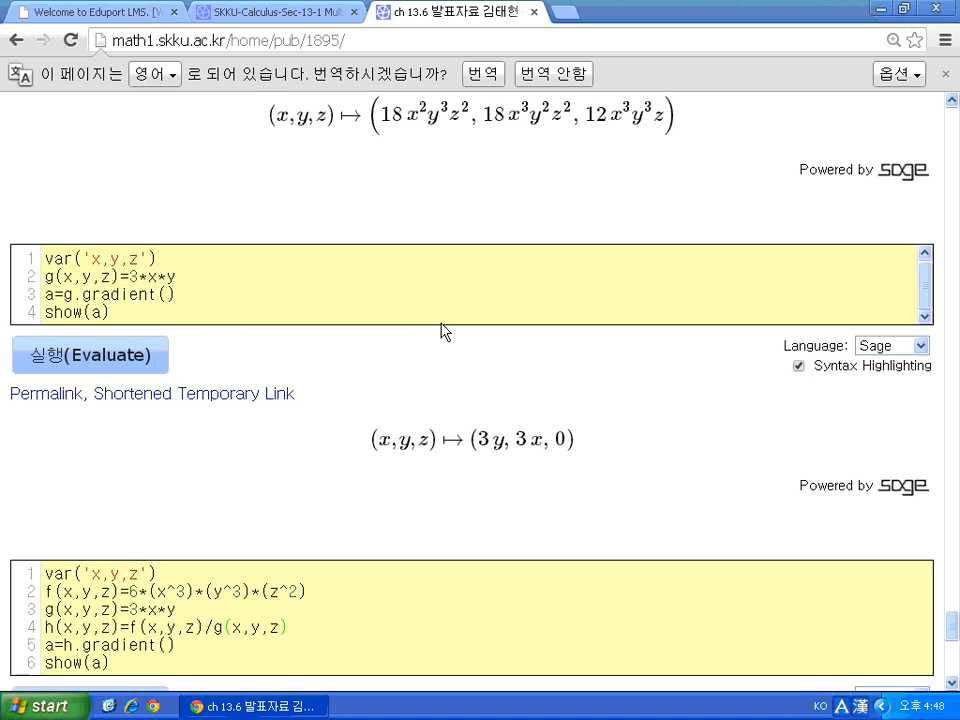 Welcome to Eduport LMS. [W
SKKU-Calculus-Sec-13-1 Mult
ch 13.6 발표자료 김태현
math1.skku.ac.kr/home/pub/1895/
이 페이지는 영어 로 되어 있습니다. 번역하시겠습니까? 번역 번역 안함 옵션
(x, y, z) ↦ (18 x²y³z², 18 x³y²z², 12 x³y³z)
Powered by sage
1 var('x,y,z')
2 g(x,y,z)=3*x*y
3 a=g.gradient()
4 show(a)
실행(Evaluate)
Language: Sage
Syntax Highlighting
Permalink, Shortened Temporary Link
(x, y, z) ↦ (3 y, 3 x, 0)
Powered by sage
1 var('x,y,z')
2 f(x,y,z)=6*(x^3)*(y^3)*(z^2)
3 g(x,y,z)=3*x*y
4 h(x,y,z)=f(x,y,z)/g(x,y,z)
5 a=h.gradient()
6 show(a)
start
ch 13.6 발표자료 김...
KO A 漢 오후 4:48